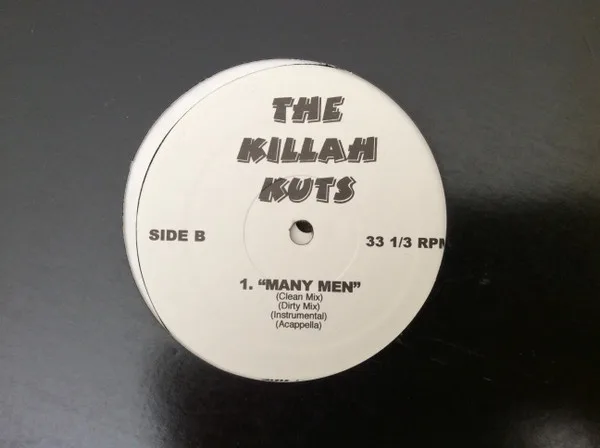 THE
KILLAH
KUTS
SIDE B
33 1/3 RPM
1. “MANY MEN”
(Clean Mix)
(Dirty Mix)
(Instrumental)
(Acappella)